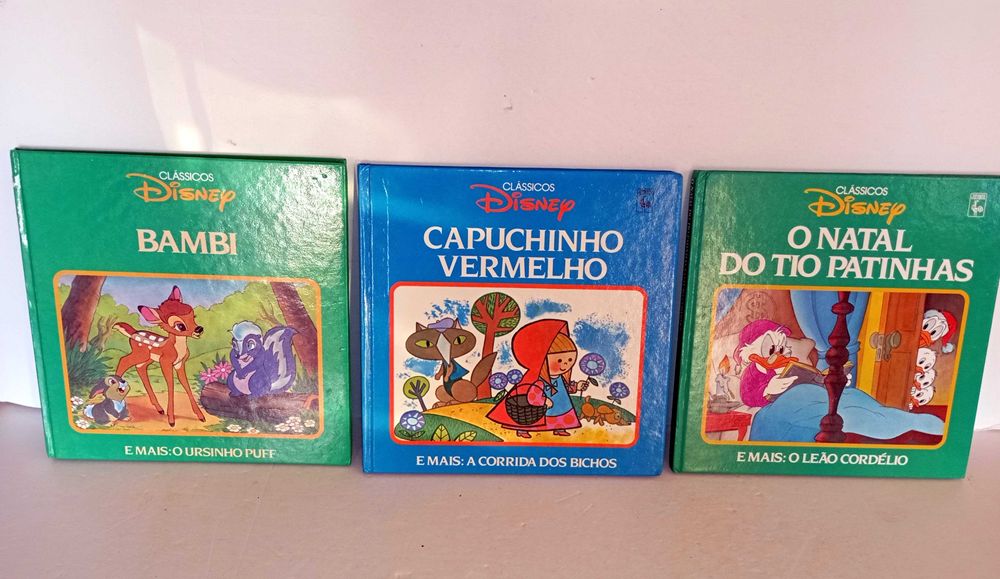 CLÁSSICOS
Disney
BAMBI
E MAIS: O URSINHO PUFF
CLÁSSICOS
Disney
CAPUCHINHO
VERMELHO
E MAIS: A CORRIDA DOS BICHOS
CLÁSSICOS
Disney
O NATAL
DO TIO PATINHAS
E MAIS: O LEÃO CORDÉLIO